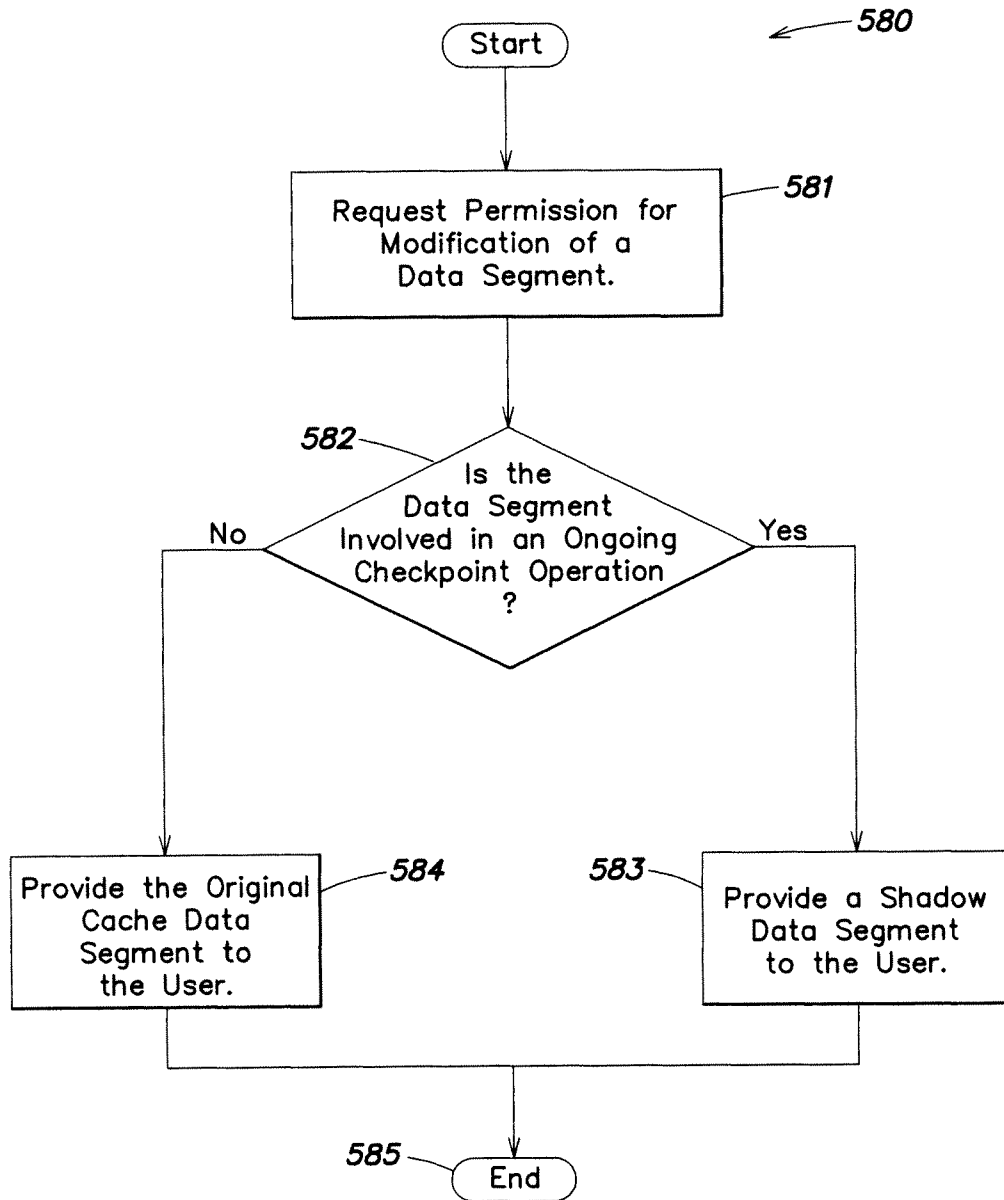 580
Start
581
Request Permission for
Modification of a
Data Segment.
582
Is the
Data Segment
Involved in an Ongoing
Checkpoint Operation
?
No
Yes
584
Provide the Original
Cache Data
Segment to
the User.
583
Provide a Shadow
Data Segment
to the User.
585
End